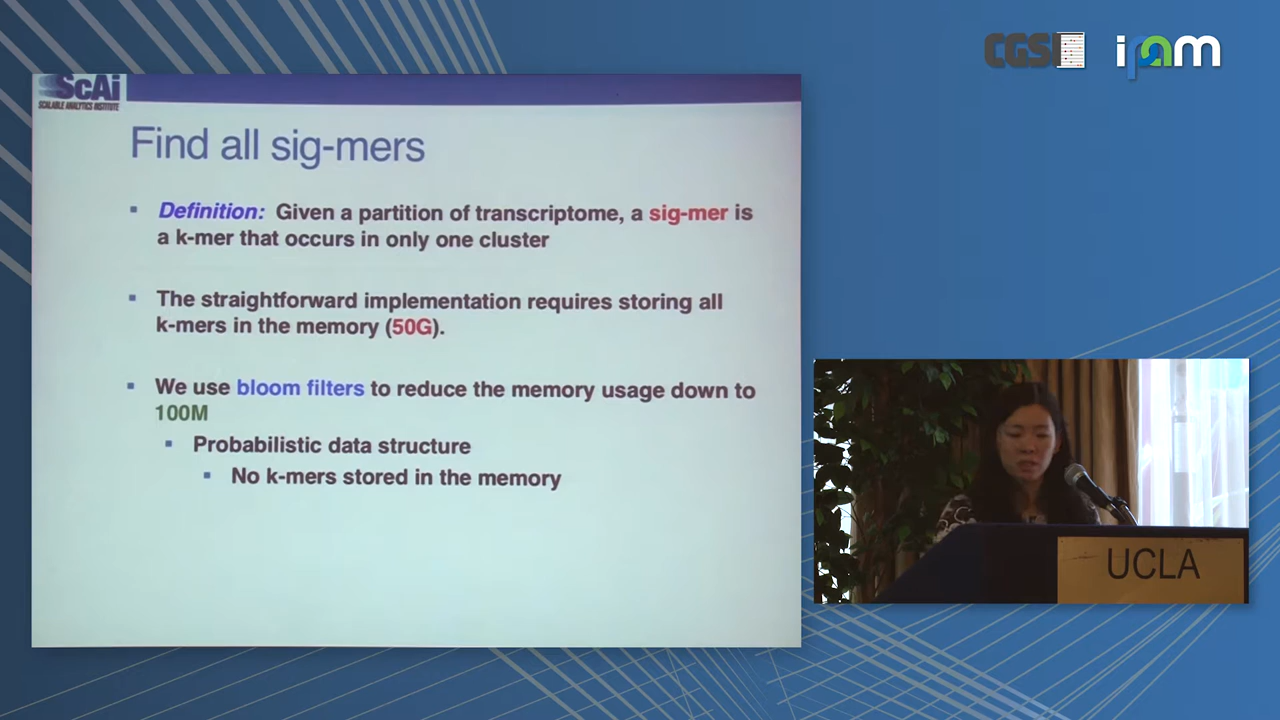 CGSI
ipam
ScAi
SCALABLE ANALYTICS INSTITUTE
Find all sig-mers
Definition: Given a partition of transcriptome, a sig-mer is
a k-mer that occurs in only one cluster
The straightforward implementation requires storing all
k-mers in the memory (50G).
We use bloom filters to reduce the memory usage down to
100M
Probabilistic data structure
No k-mers stored in the memory
UCLA